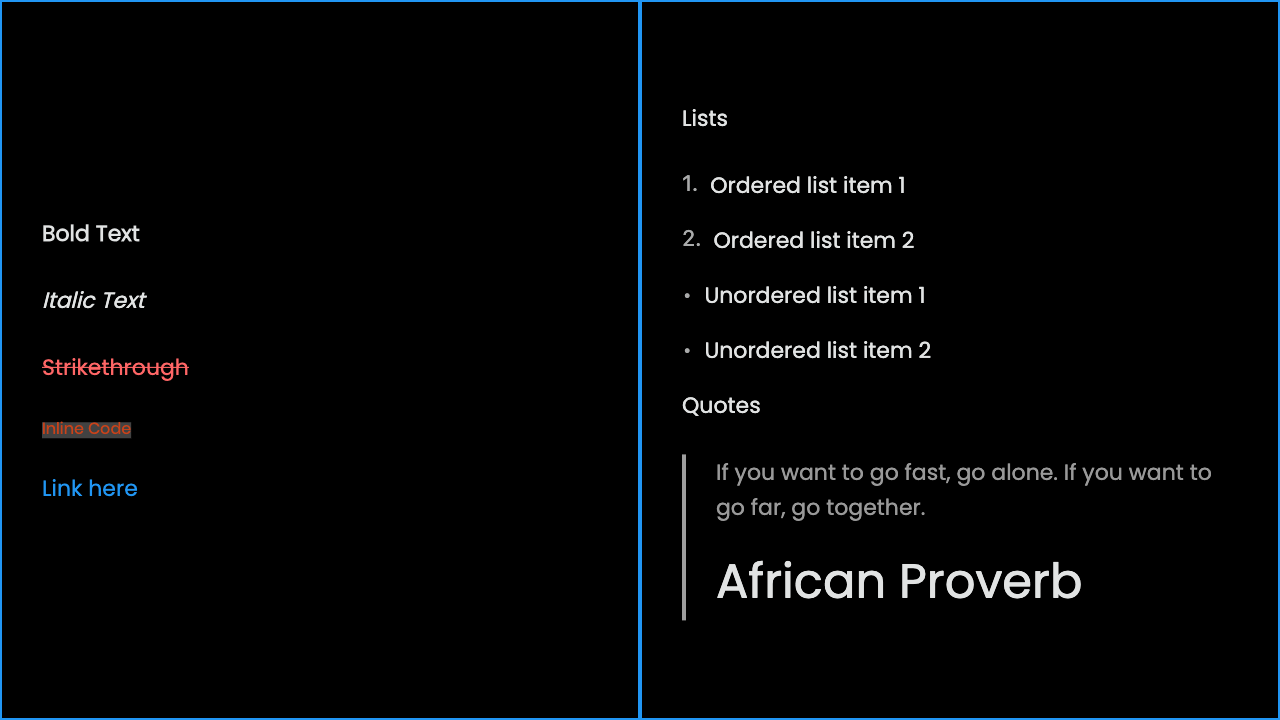 Bold Text
Italic Text
Strikethrough
Inline Code
Link here
Lists
1. Ordered list item 1
2. Ordered list item 2
• Unordered list item 1
• Unordered list item 2
Quotes
If you want to go fast, go alone. If you want to
go far, go together.
African Proverb